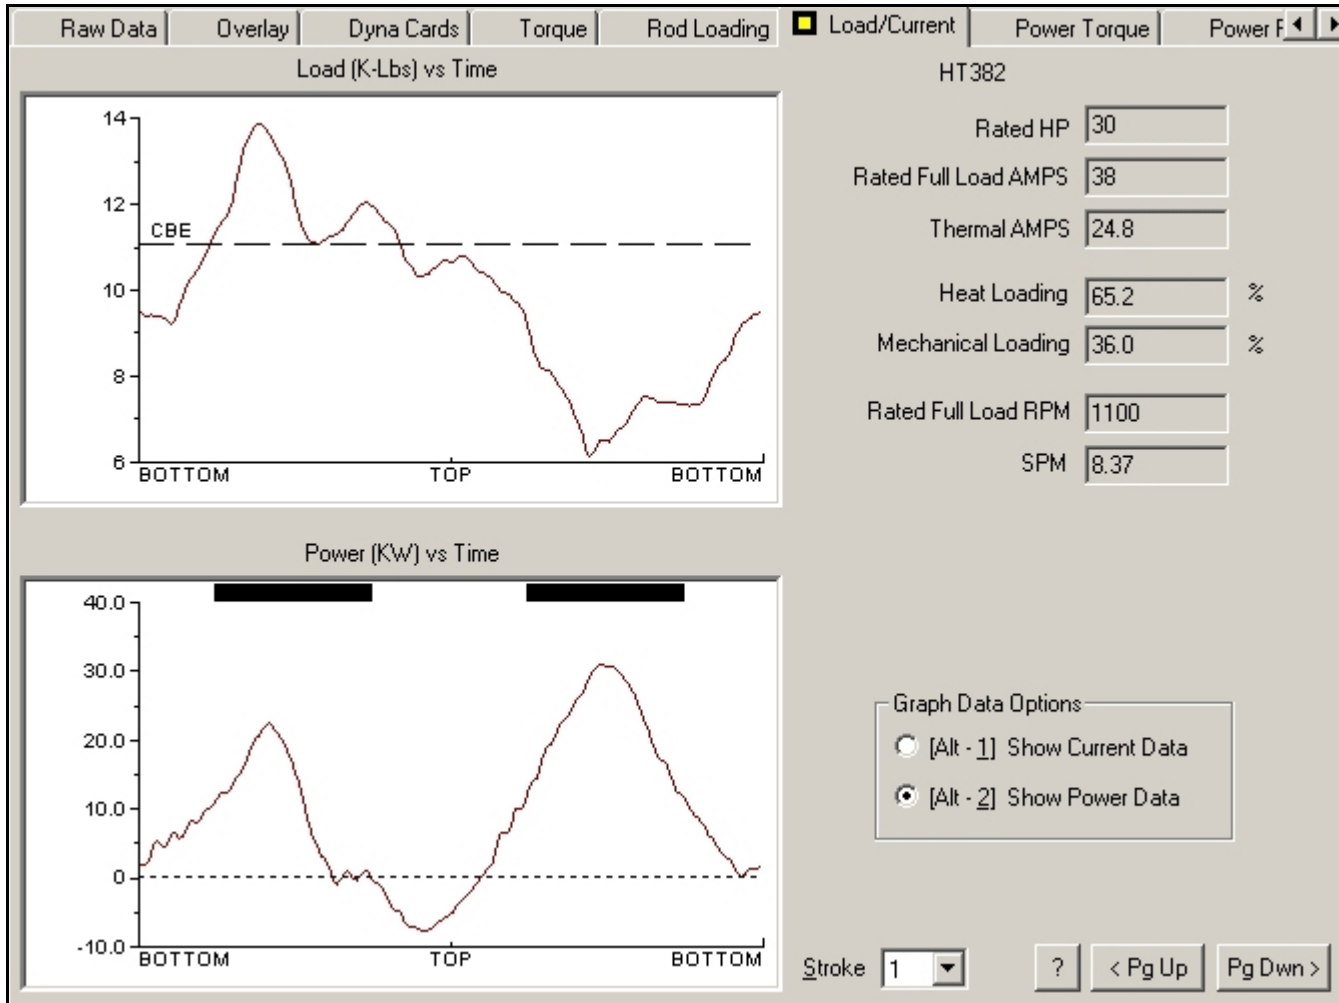 Raw Data Overlay Dyna Cards Torque Rod Loading Load/Current Power Torque Power
Load (K-Lbs) vs Time
HT382
14
12
CBE
10
8
6
BOTTOM TOP BOTTOM
Rated HP 30
Rated Full Load AMPS 38
Thermal AMPS 24.8
Heat Loading 65.2 %
Mechanical Loading 36.0 %
Rated Full Load RPM 1100
SPM 8.37
Power (KW) vs Time
40.0
30.0
20.0
10.0
0
-10.0
BOTTOM TOP BOTTOM
Graph Data Options
[Alt - 1] Show Current Data
[Alt - 2] Show Power Data
Stroke 1 ? < Pg Up Pg Dwn >